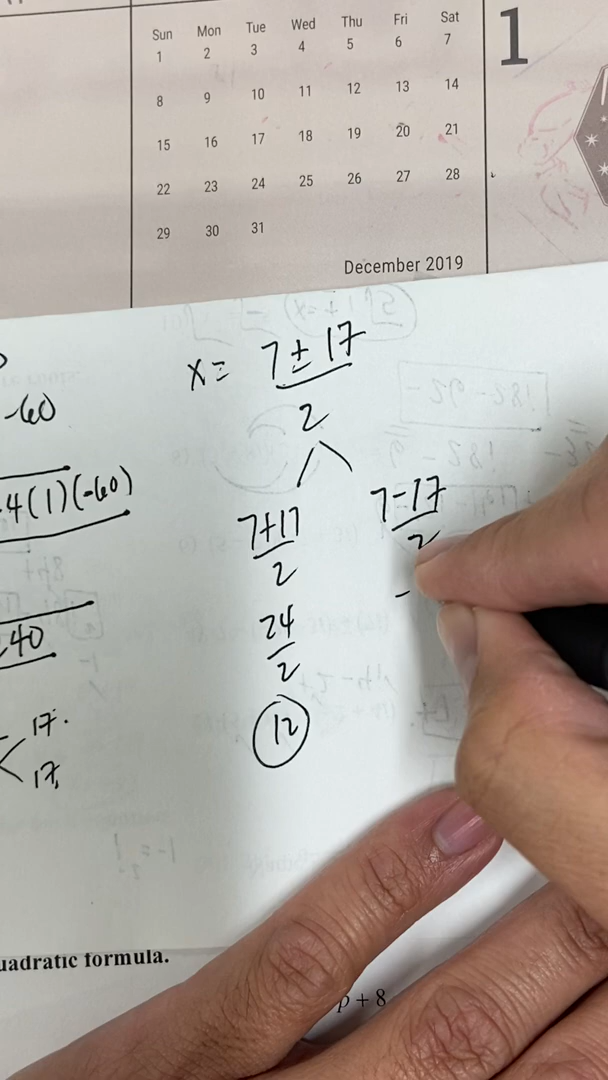 Sun Mon Tue Wed Thu Fri Sat
1 2 3 4 5 6 7
8 9 10 11 12 13 14
15 16 17 18 19 20 21
22 23 24 25 26 27 28
29 30 31
December 2019
1
x = 7 ± 17
2
-60
-4(1)(-60)
7+17
2
7-17
2
24
2
-
12
40
17.
17.
uadratic formula.
p + 8